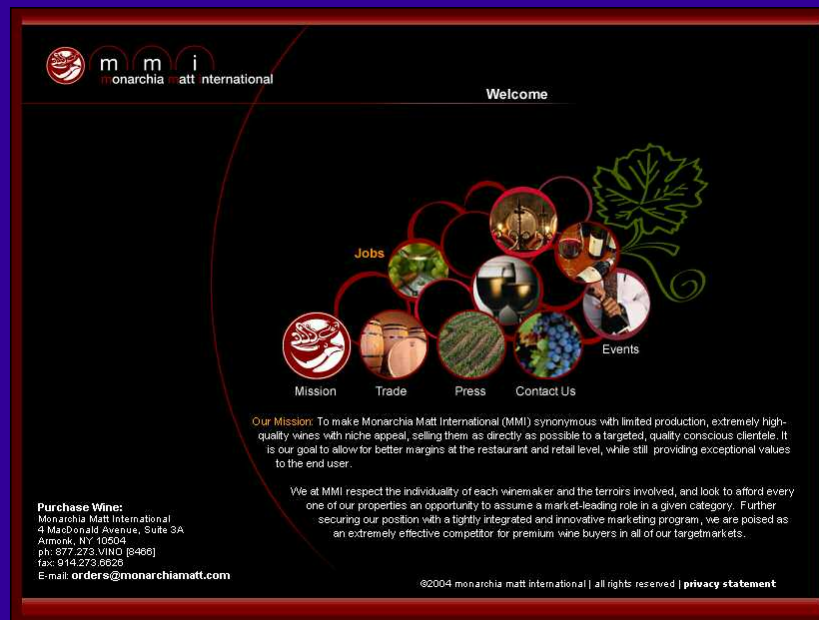 m m i
monarchia matt international
Welcome
Jobs
Events
Mission Trade Press Contact Us
Our Mission: To make Monarchia Matt International (MMI) synonymous with limited production, extremely high-
quality wines with niche appeal, selling them as directly as possible to a targeted, quality conscious clientele. It
is our goal to allow for better margins at the restaurant and retail level, while still providing exceptional values
to the end user.
We at MMI respect the individuality of each winemaker and the terroirs involved, and look to afford every
one of our properties an opportunity to assume a market-leading role in a given category. Further
securing our position with a tightly integrated and innovative marketing program, we are poised as
an extremely effective competitor for premium wine buyers in all of our targetmarkets.
Purchase Wine:
Monarchia Matt International
4 MacDonald Avenue, Suite 3A
Armonk, NY 10504
ph: 877.273.VINO [8466]
fax: 914.273.6626
E-mail: orders@monarchiamatt.com
©2004 monarchia matt international | all rights reserved | privacy statement